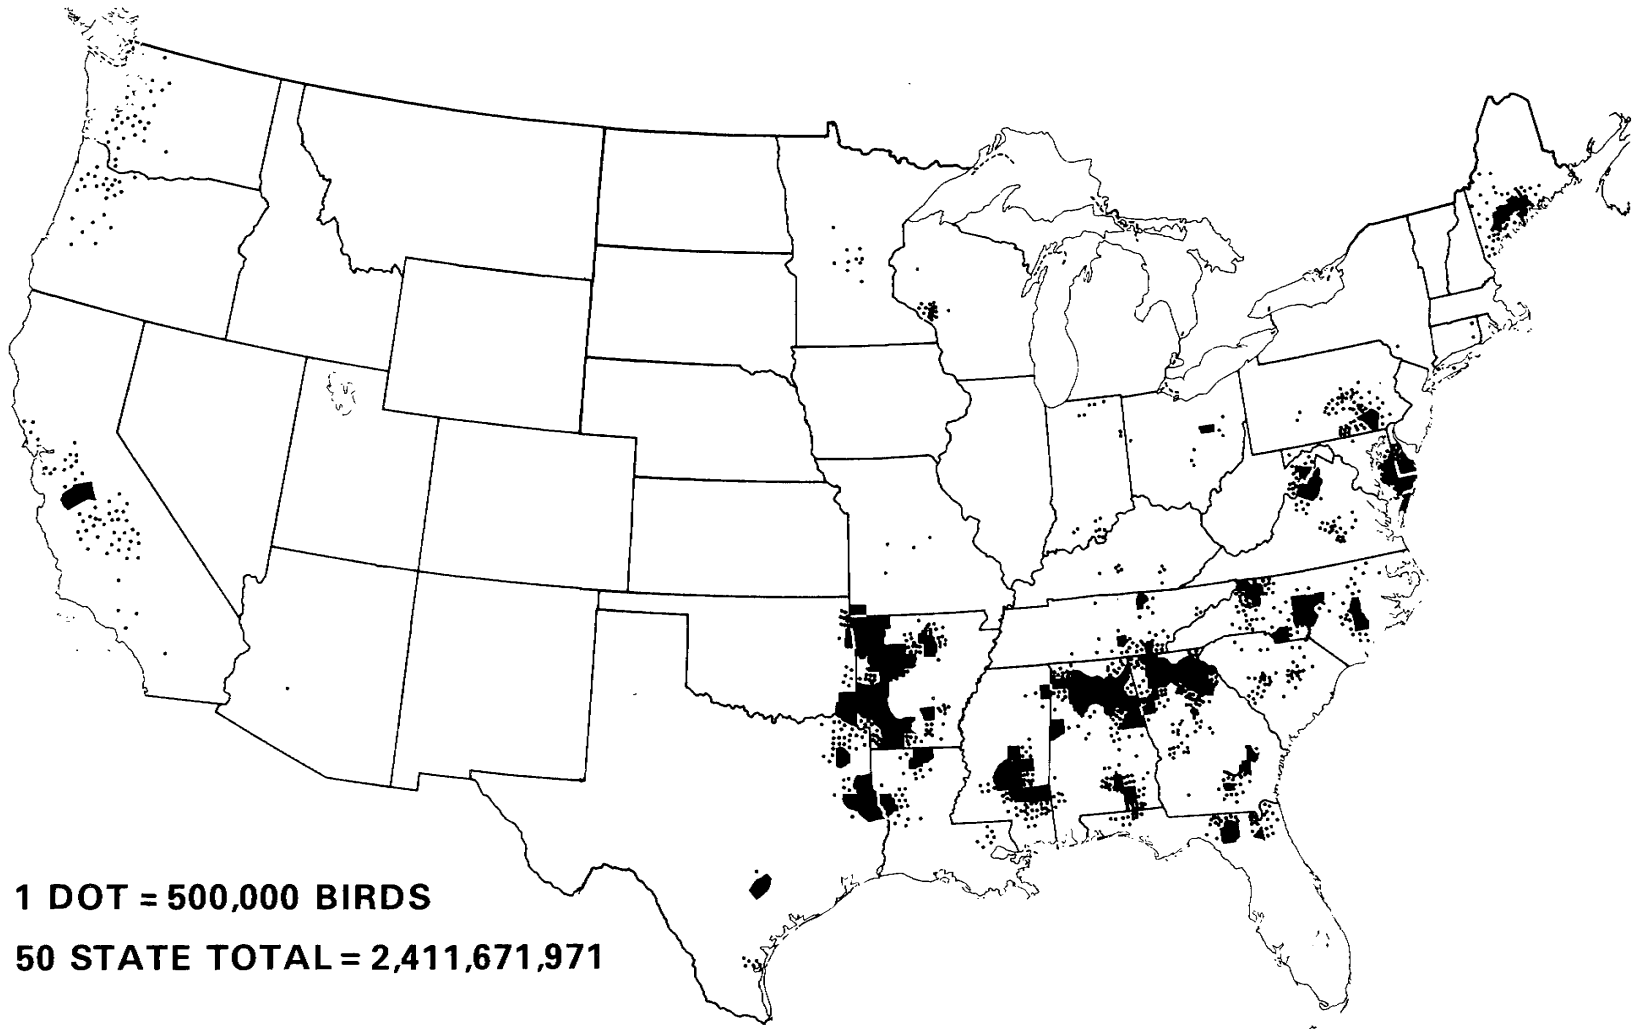 1 DOT = 500,000 BIRDS
50 STATE TOTAL = 2,411,671,971